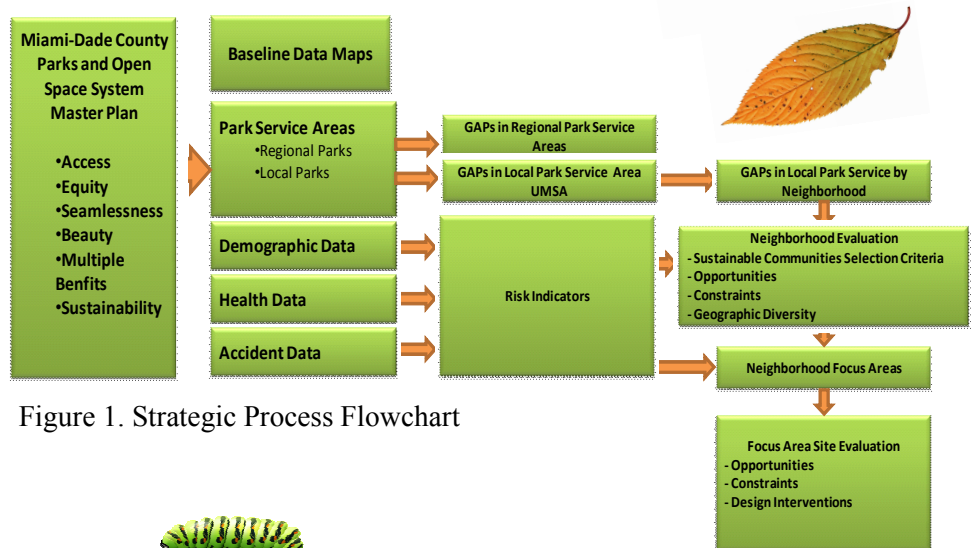 Miami-Dade County
Parks and Open
Space System
Master Plan
•Access
•Equity
•Seamlessness
•Beauty
•Multiple
Benfits
•Sustainability
Baseline Data Maps
Park Service Areas
•Regional Parks
•Local Parks
Demographic Data
Health Data
Accident Data
GAPs in Regional Park Service
Areas
GAPs in Local Park Service Area
UMSA
Risk Indicators
GAPs in Local Park Service by
Neighborhood
Neighborhood Evaluation
- Sustainable Communities Selection Criteria
- Opportunities
- Constraints
- Geographic Diversity
Neighborhood Focus Areas
Focus Area Site Evaluation
- Opportunities
- Constraints
- Design Interventions
Figure 1. Strategic Process Flowchart